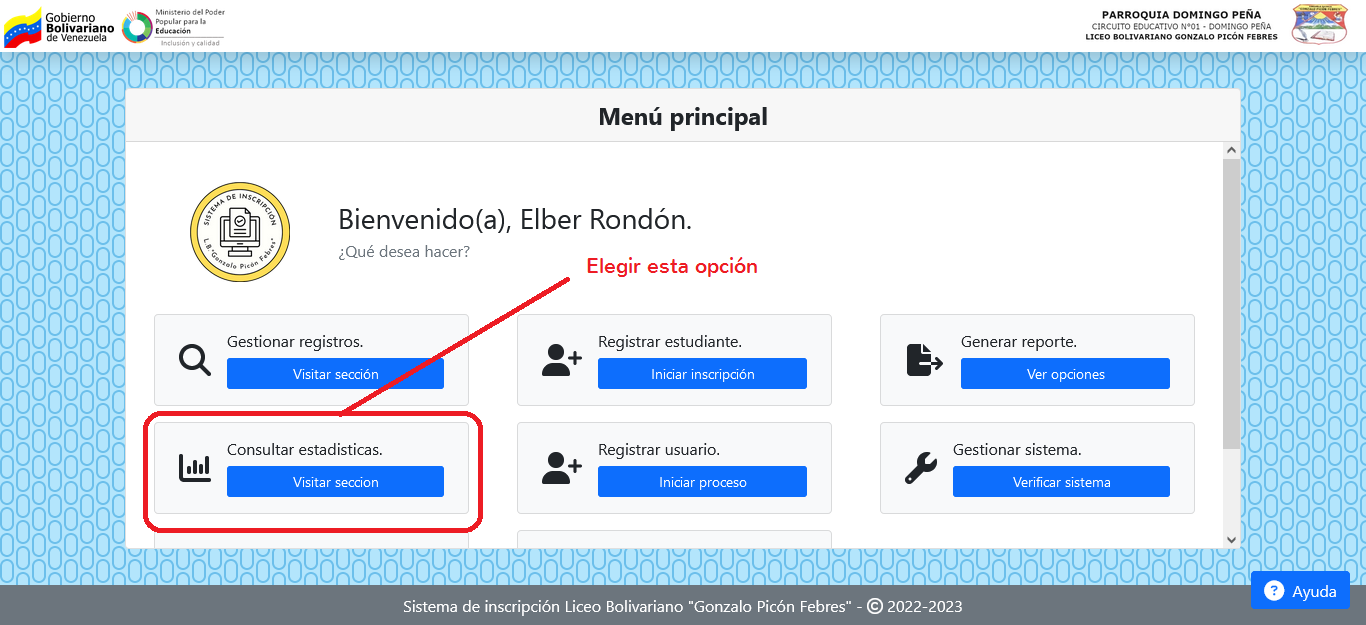 Gobierno
Bolivariano
de Venezuela
Ministerio del Poder
Popular para la
Educación
Inclusión y calidad
PARROQUIA DOMINGO PEÑA
CIRCUITO EDUCATIVO N°01 - DOMINGO PEÑA
LICEO BOLIVARIANO GONZALO PICÓN FEBRES
Menú principal
SISTEMA DE INSCRIPCIÓN
L.B "Gonzalo Picón Febres"
Bienvenido(a), Elber Rondón.
¿Qué desea hacer?
Elegir esta opción
Gestionar registros.
Visitar sección
Registrar estudiante.
Iniciar inscripción
Generar reporte.
Ver opciones
Consultar estadisticas.
Visitar seccion
Registrar usuario.
Iniciar proceso
Gestionar sistema.
Verificar sistema
Ayuda
Sistema de inscripción Liceo Bolivariano "Gonzalo Picón Febres" - © 2022-2023